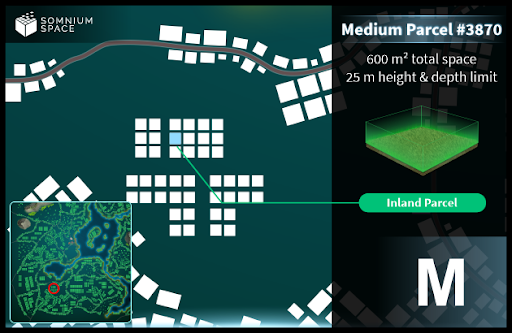 SOMNIUM
SPACE
Medium Parcel #3870
600 m² total space
25 m height & depth limit
Inland Parcel
M